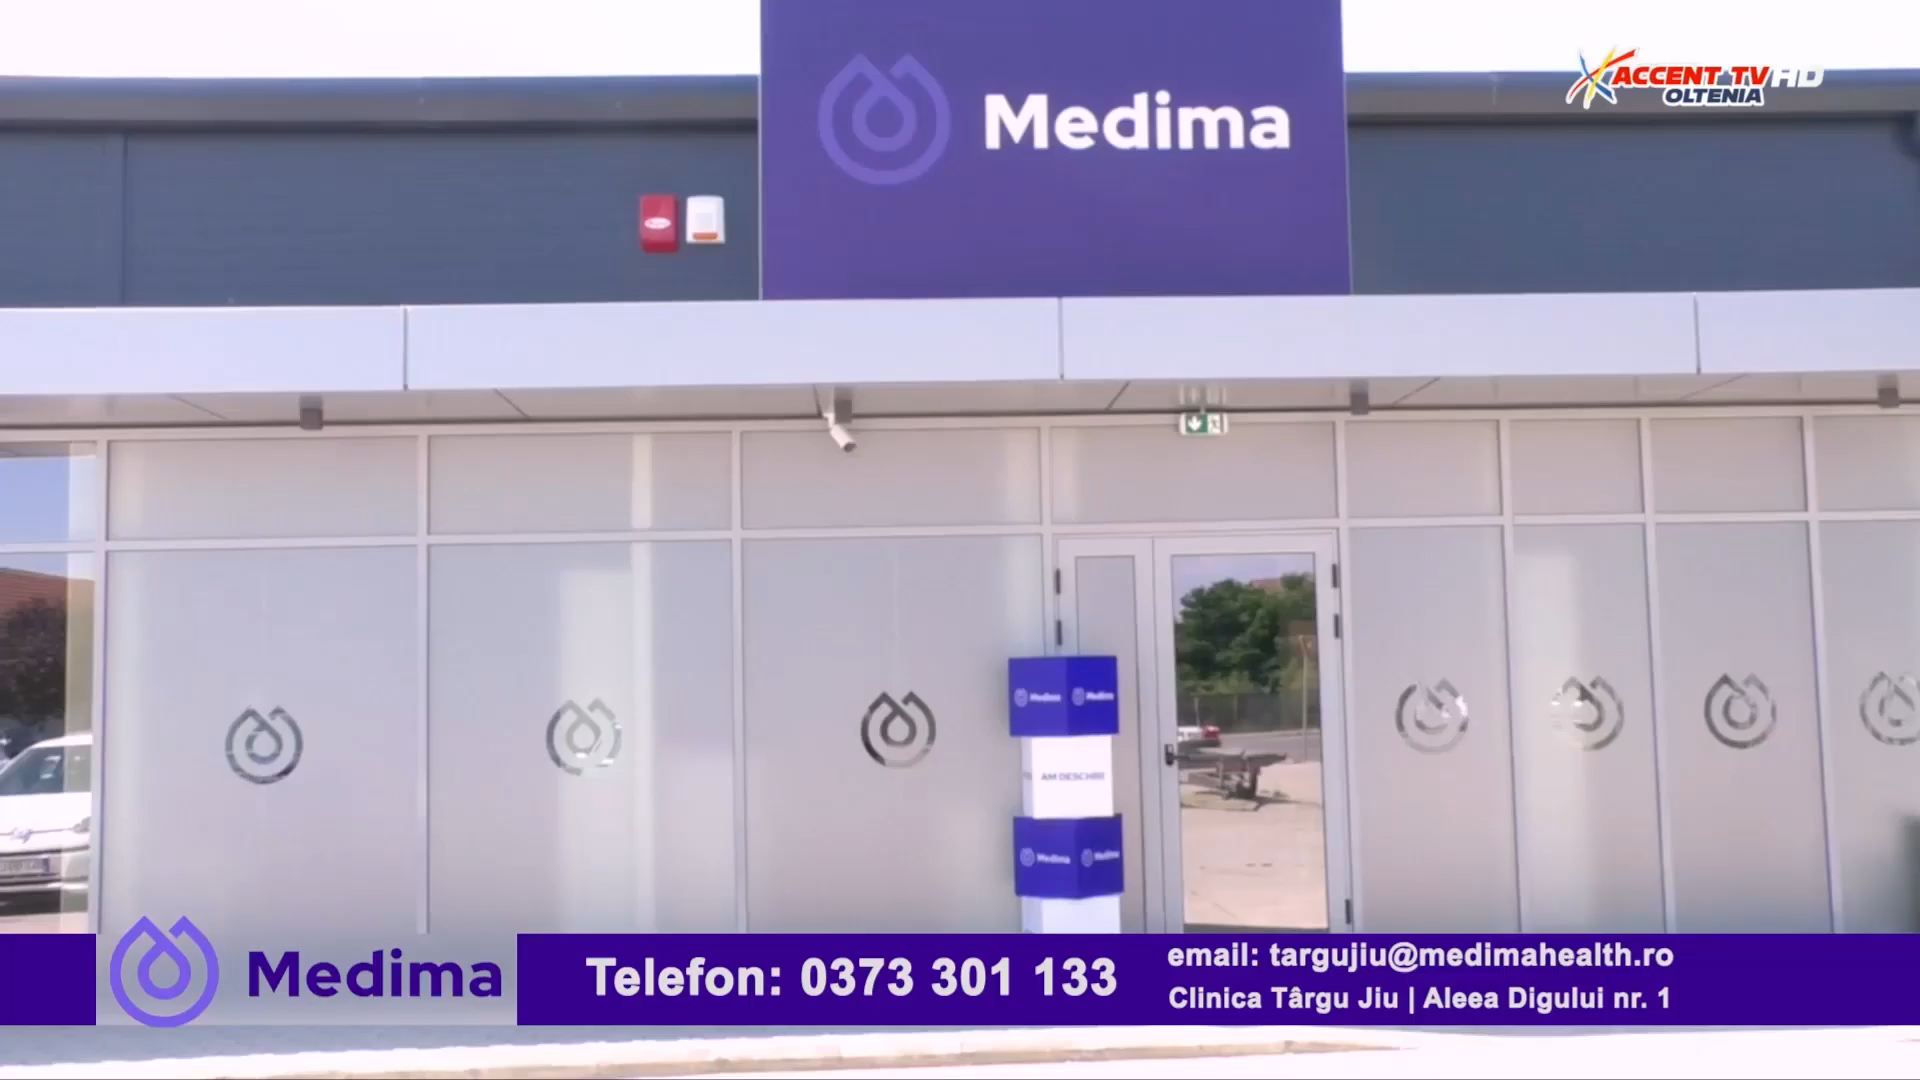 Medima
ACCENT TV HD
OLTENIA
Medima Medima
AM DESCHIS
Medima Medima
Medima
Telefon: 0373 301 133
email: targujiu@medimahealth.ro
Clinica Târgu Jiu | Aleea Digului nr. 1